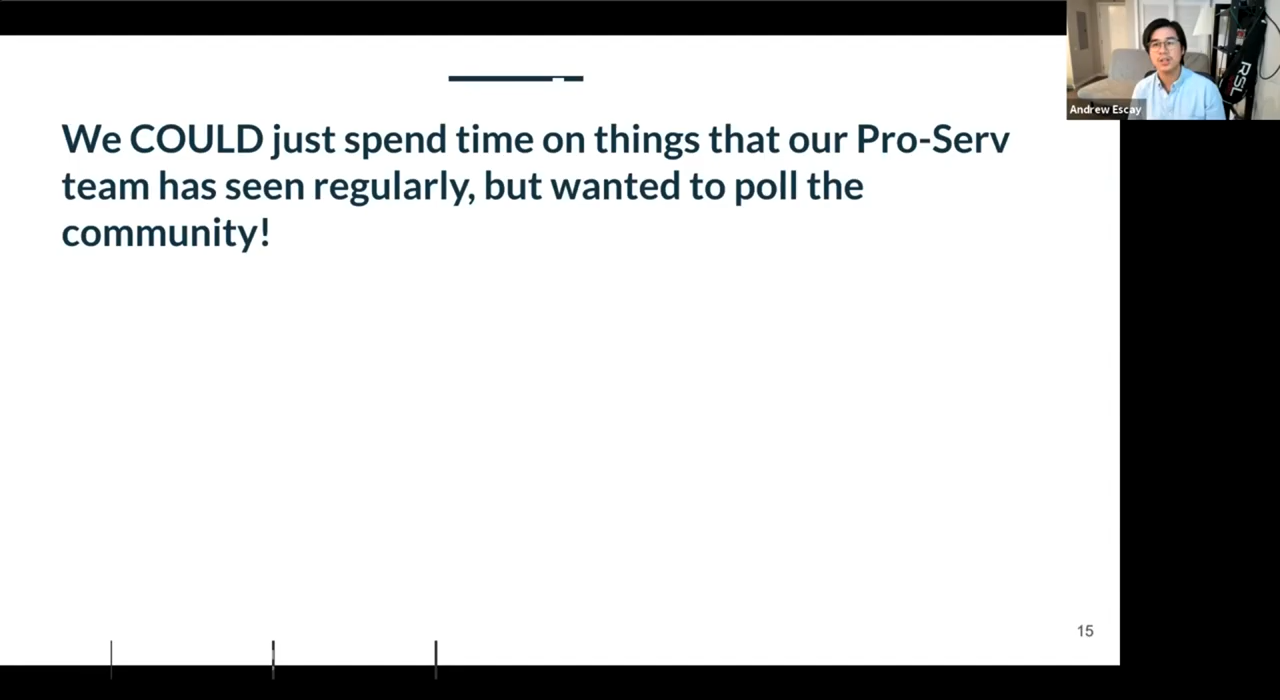 We COULD just spend time on things that our Pro-Serv
team has seen regularly, but wanted to poll the
community!
Andrew Escay
RSL
15